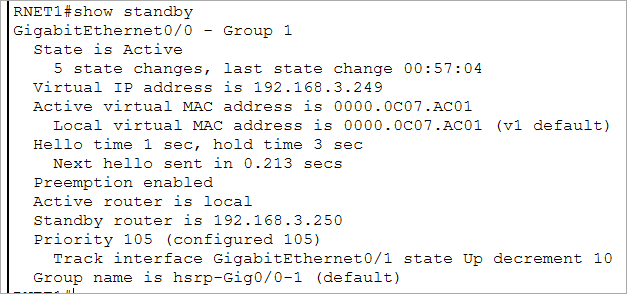 RNET1#show standby
GigabitEthernet0/0 - Group 1
State is Active
5 state changes, last state change 00:57:04
Virtual IP address is 192.168.3.249
Active virtual MAC address is 0000.0C07.AC01
Local virtual MAC address is 0000.0C07.AC01 (v1 default)
Hello time 1 sec, hold time 3 sec
Next hello sent in 0.213 secs
Preemption enabled
Active router is local
Standby router is 192.168.3.250
Priority 105 (configured 105)
Track interface GigabitEthernet0/1 state Up decrement 10
Group name is hsrp-Gig0/0-1 (default)